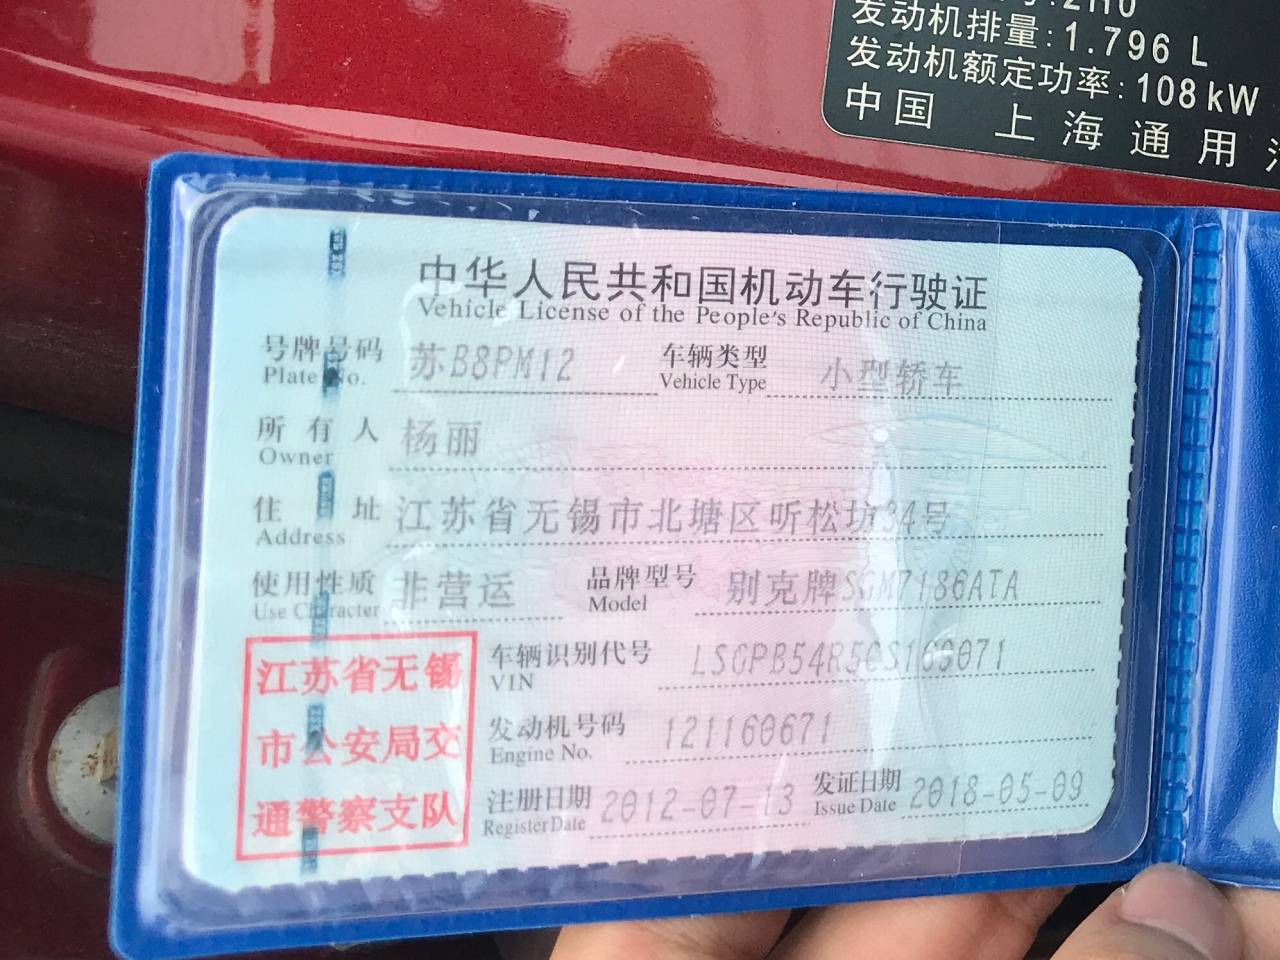 2H0
发动机排量:1.796 L
发动机额定功率:108kW
中国 上海通用
中华人民共和国机动车行驶证
Vehicle License of the People's Republic of China
号牌号码 苏B8PM12 车辆类型 小型轿车
Plate No. Vehicle Type
所有人 杨丽
Owner
住址 江苏省无锡市北塘区听松坊34号
Address
使用性质 非营运 品牌型号 别克牌SGM7186ATA
Use Character Model
江苏省无锡
市公安局交
通警察支队
车辆识别代号
VIN
发动机号码 121160671
Engine No.
注册日期 2012-07-13 发证日期 2018-05-09
Register Date Issue Date